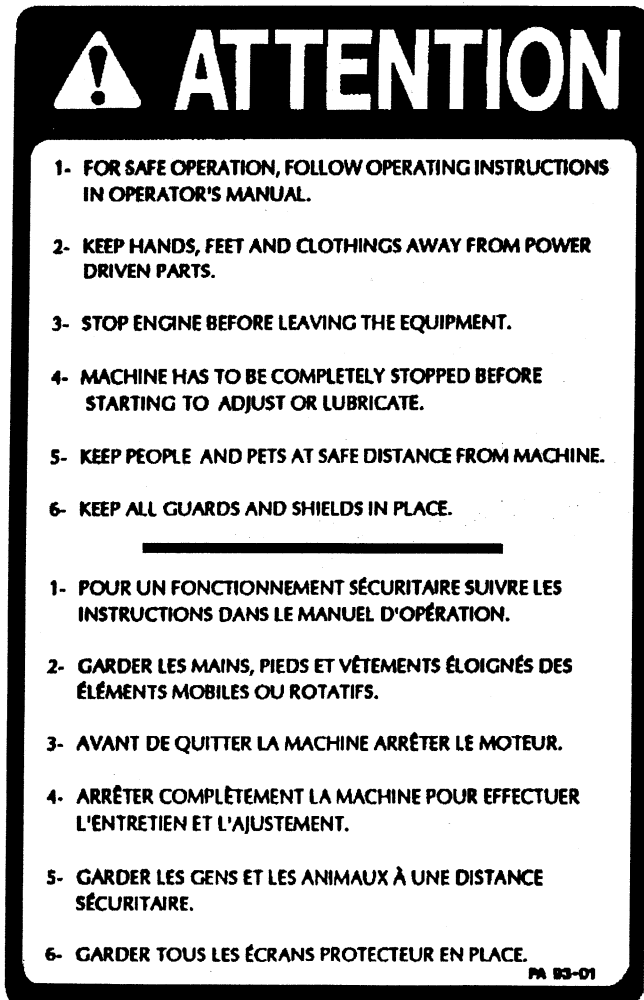 ATTENTION
1- FOR SAFE OPERATION, FOLLOW OPERATING INSTRUCTIONS
IN OPERATOR'S MANUAL.
2- KEEP HANDS, FEET AND CLOTHINGS AWAY FROM POWER
DRIVEN PARTS.
3- STOP ENGINE BEFORE LEAVING THE EQUIPMENT.
4- MACHINE HAS TO BE COMPLETELY STOPPED BEFORE
STARTING TO ADJUST OR LUBRICATE.
5- KEEP PEOPLE AND PETS AT SAFE DISTANCE FROM MACHINE.
6- KEEP ALL GUARDS AND SHIELDS IN PLACE.
1- POUR UN FONCTIONNEMENT SÉCURITAIRE SUIVRE LES
INSTRUCTIONS DANS LE MANUEL D'OPÉRATION.
2- GARDER LES MAINS, PIEDS ET VÊTEMENTS ÉLOIGNÉS DES
ÉLÉMENTS MOBILES OU ROTATIFS.
3- AVANT DE QUITTER LA MACHINE ARRÊTER LE MOTEUR.
4- ARRÊTER COMPLÈTEMENT LA MACHINE POUR EFFECTUER
L'ENTRETIEN ET L'AJUSTEMENT.
5- GARDER LES GENS ET LES ANIMAUX À UNE DISTANCE
SÉCURITAIRE.
6- GARDER TOUS LES ÉCRANS PROTECTEUR EN PLACE.
PA 93-01